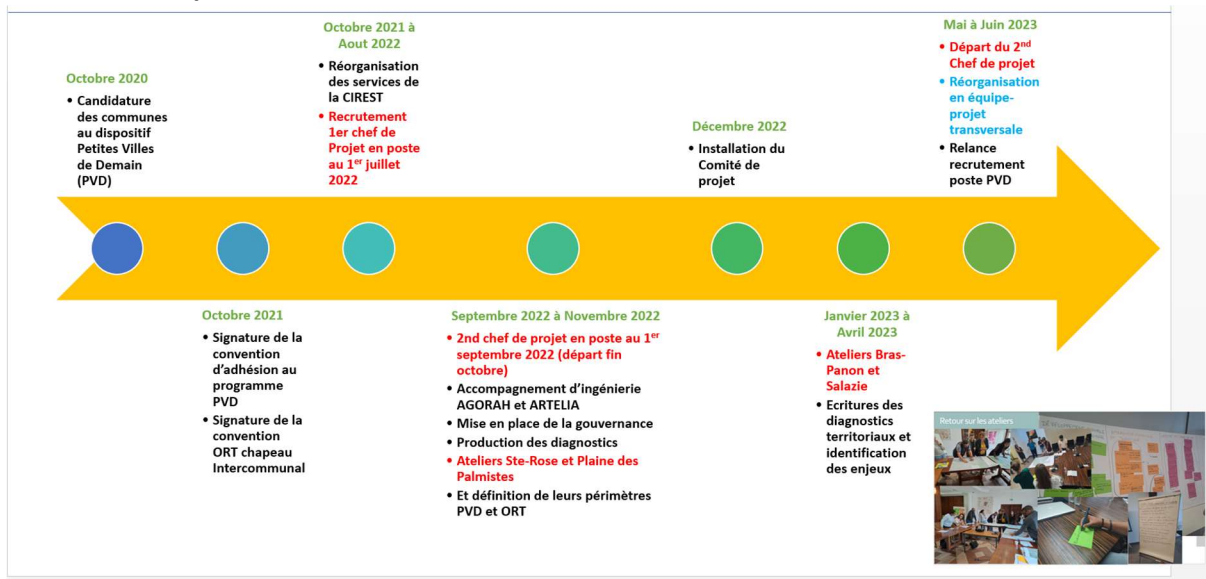 Octobre 2020
• Candidature
des communes
au dispositif
Petites Villes
de Demain
(PVD)
Octobre 2021
• Signature de la
convention
d'adhésion au
programme
PVD
• Signature de la
convention
ORT chapeau
Intercommunal
Octobre 2021 à
Aout 2022
• Réorganisation
des services de
la CIREST
• Recrutement
1er chef de
Projet en poste
au 1er juillet
2022
Septembre 2022 à Novembre 2022
• 2nd chef de projet en poste au 1er
septembre 2022 (départ fin
octobre)
• Accompagnement d'ingénierie
AGORAH et ARTELIA
• Mise en place de la gouvernance
• Production des diagnostics
• Ateliers Ste-Rose et Plaine des
Palmistes
• Et définition de leurs périmètres
PVD et ORT
Décembre 2022
• Installation du
Comité de
projet
Janvier 2023 à
Avril 2023
• Ateliers Bras-
Panon et
Salazie
• Ecritures des
diagnostics
territoriaux et
identification
des enjeux
Mai à Juin 2023
• Départ du 2nd
Chef de projet
• Réorganisation
en équipe-
projet
transversale
• Relance
recrutement
poste PVD
Retour sur les ateliers